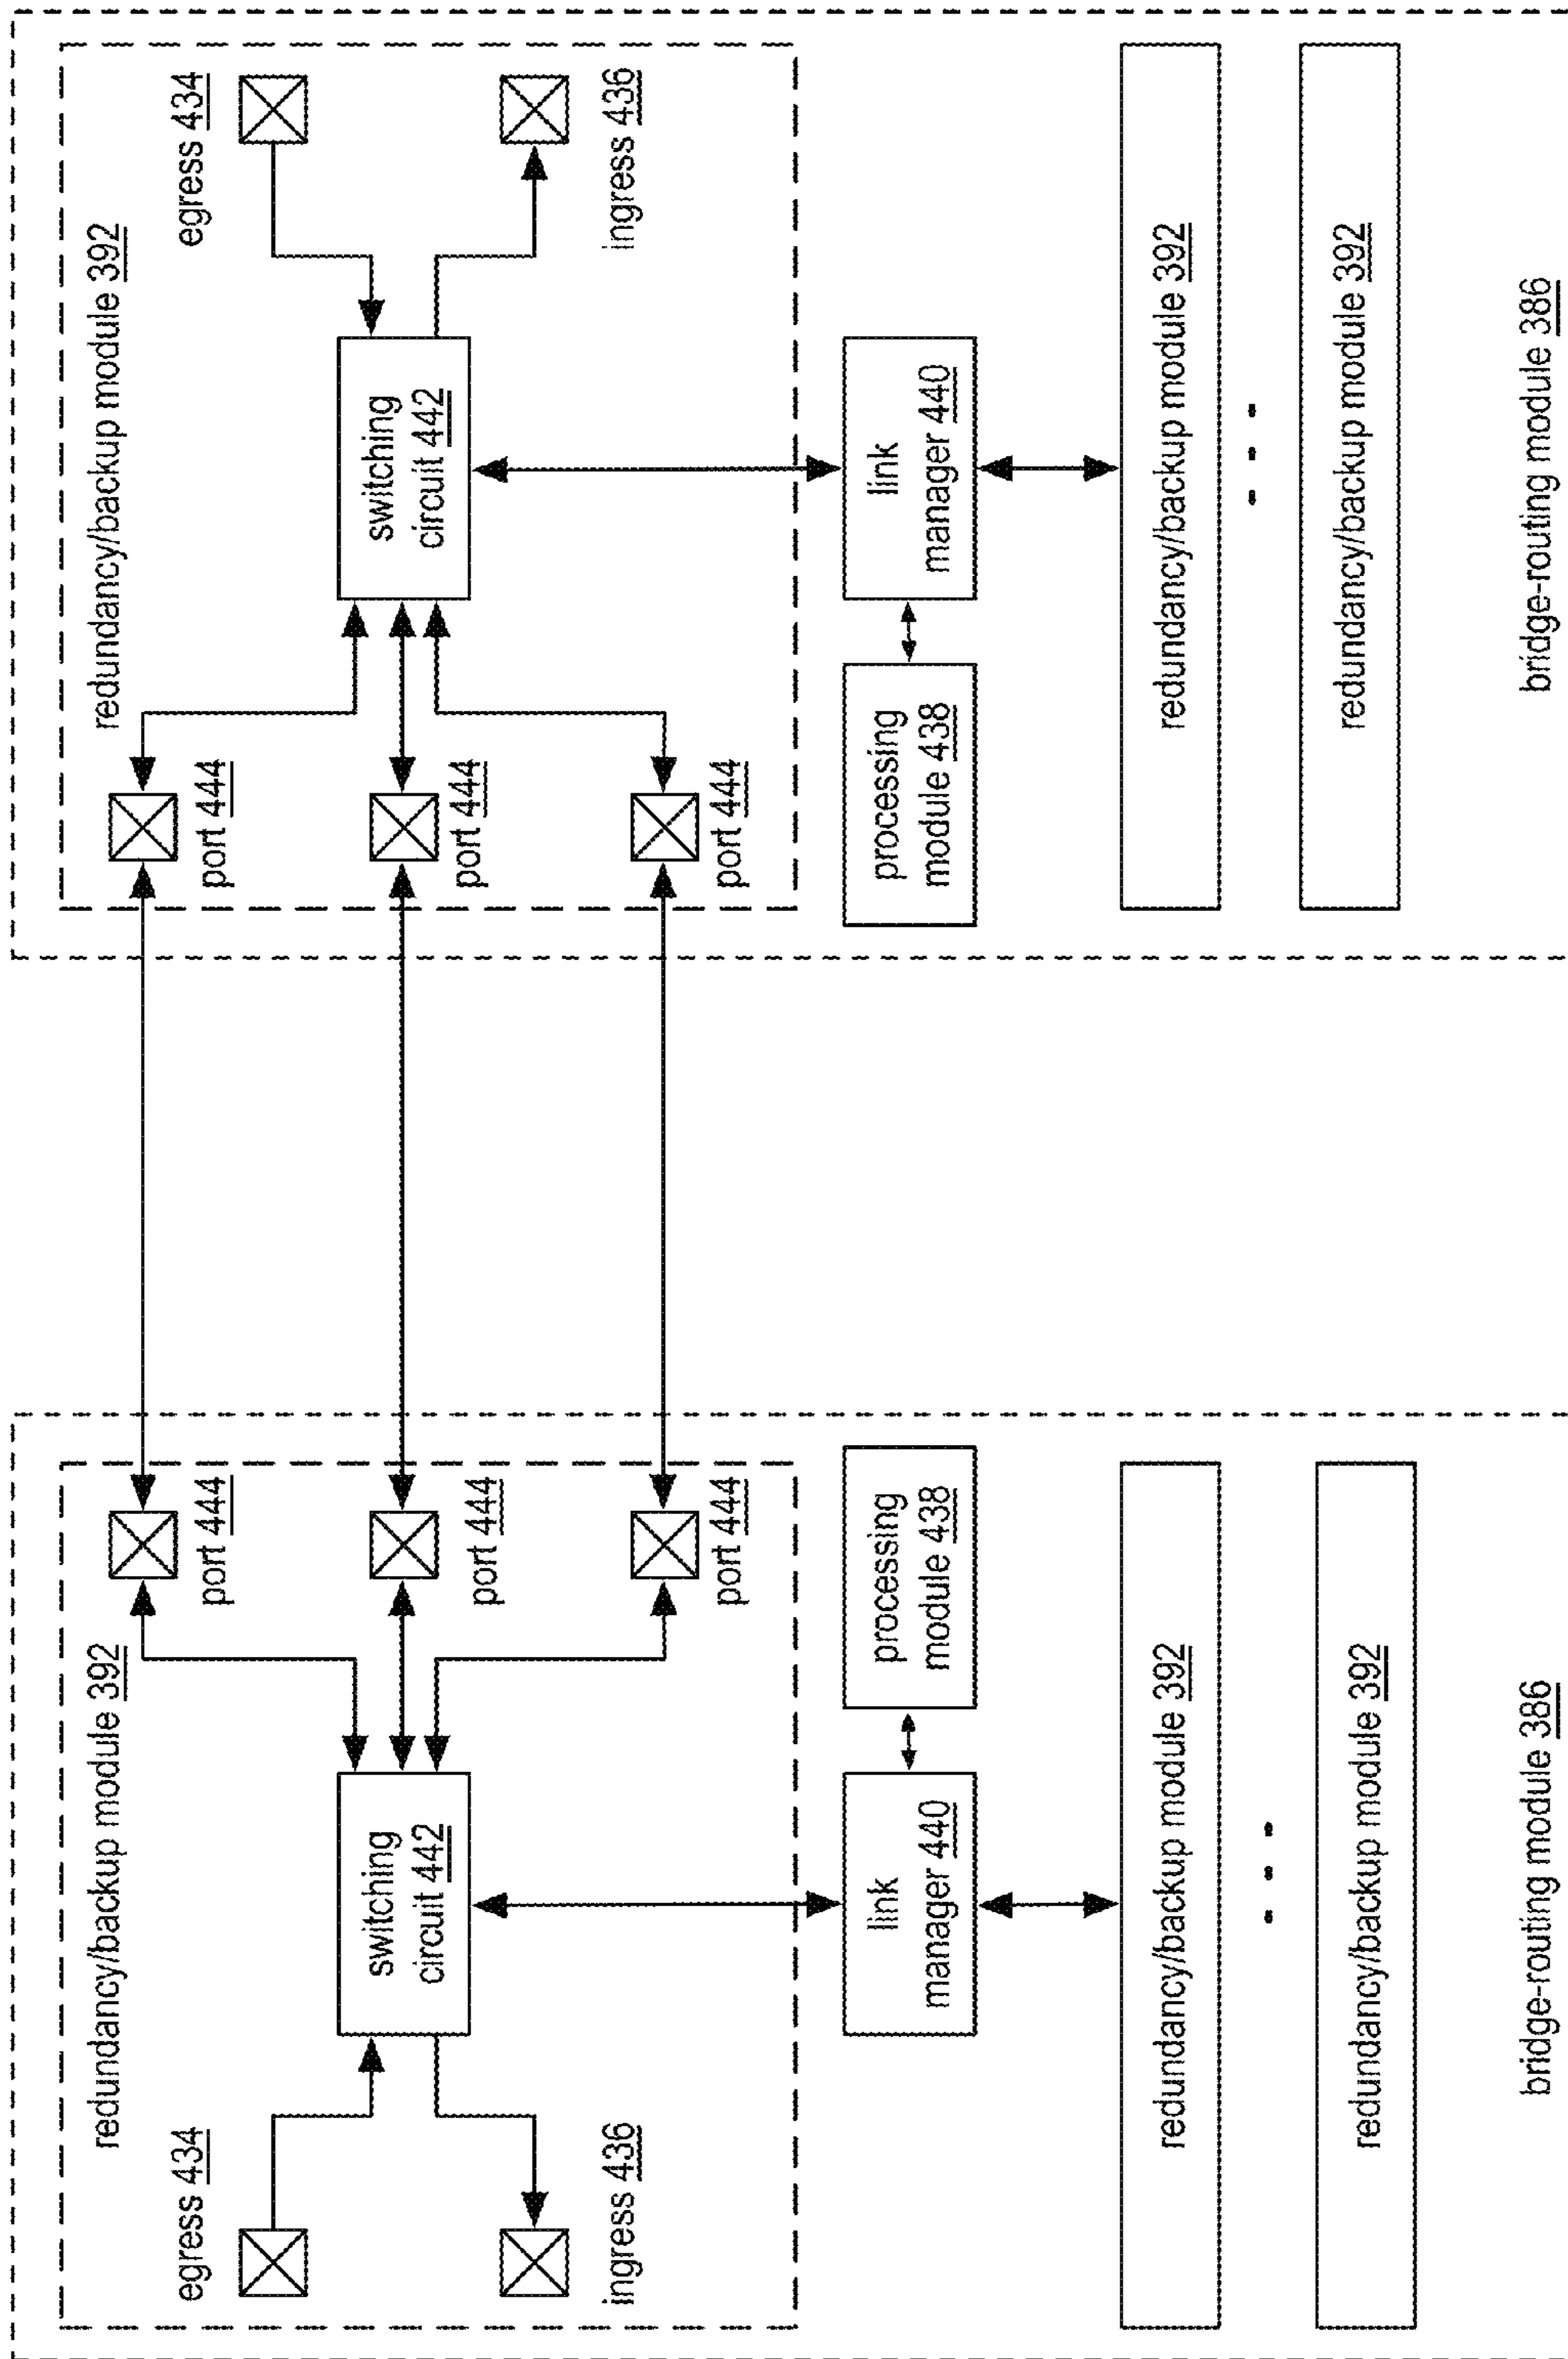 redundancy/backup module 392
egress 434
ingress 436
switching
circuit 442
port 444
port 444
port 444
link
manager 440
processing
module 438
redundancy/backup module 392
redundancy/backup module 392
bridge-routing module 386
redundancy/backup module 392
port 444
port 444
port 444
switching
circuit 442
egress 434
ingress 436
processing
module 438
link
manager 440
redundancy/backup module 392
redundancy/backup module 392
bridge-routing module 386